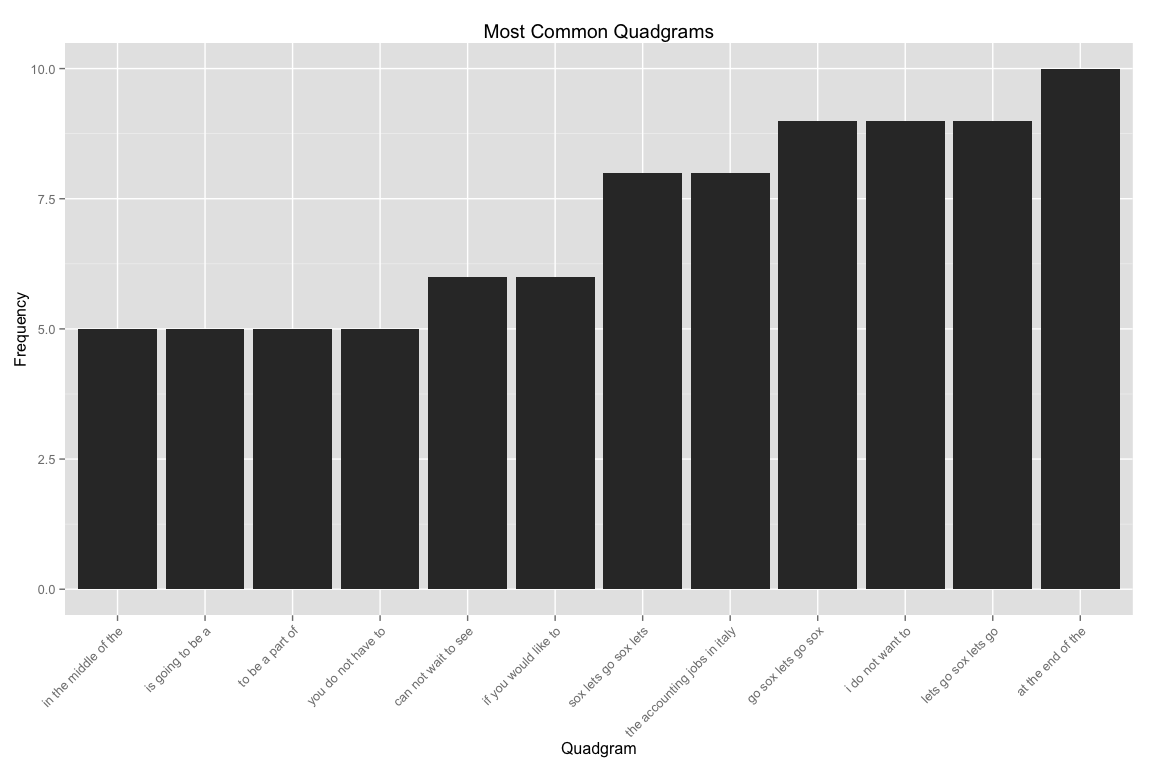 Most Common Quadgrams
Frequency
10.0
7.5
5.0
2.5
0.0
in the middle of the
is going to be a
to be a part of
you do not have to
can not wait to see
if you would like to
sox lets go sox lets
the accounting jobs in italy
go sox lets go sox
i do not want to
lets go sox lets go
at the end of the
Quadgram